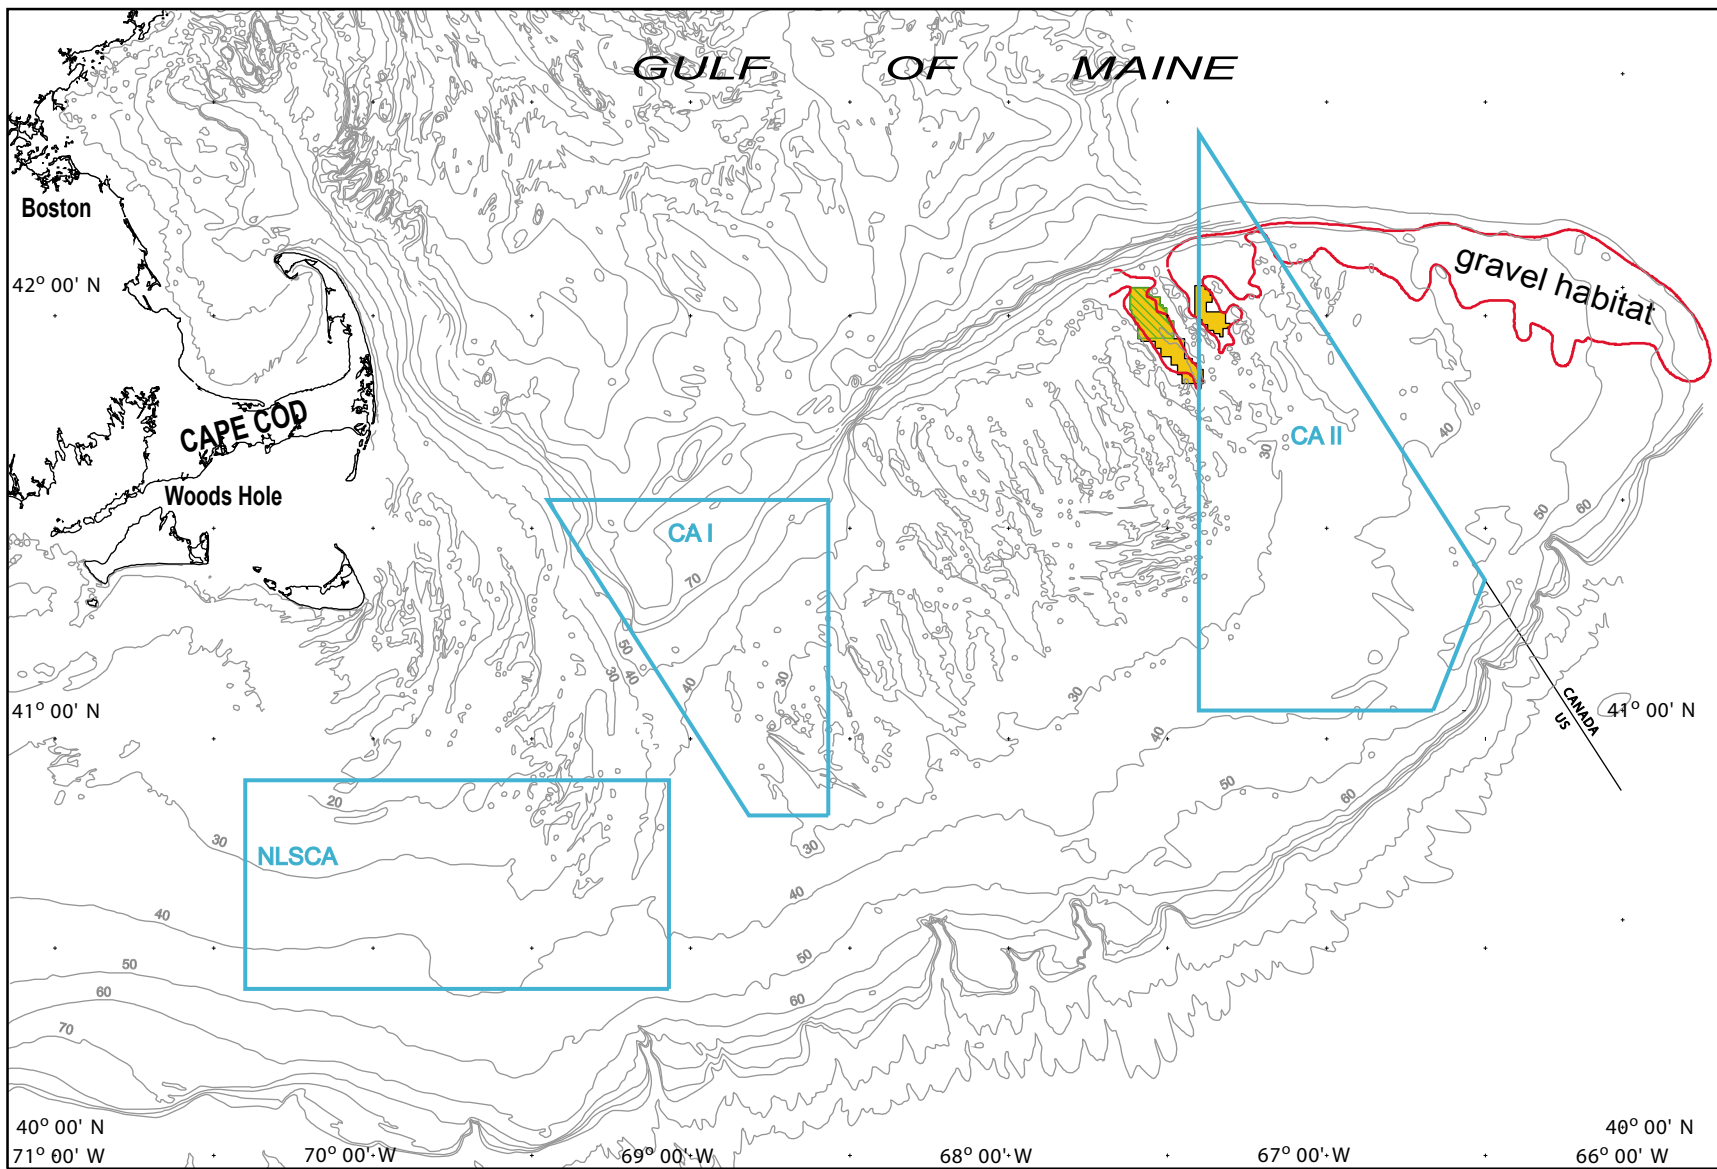 GULF OF MAINE
Boston
42° 00' N
gravel habitat
CAPE COD
CA II
30
40
Woods Hole
CA I
50
60
70
50
40
30
40
30
30
41° 00' N
CANADA
US
41° 00' N
40
20
50
60
30
NLSCA
30
40
40
50
50
60
60
70
40° 00' N
71° 00' W
70° 00' W
69° 00' W
68° 00' W
67° 00' W
40° 00' N
66° 00' W